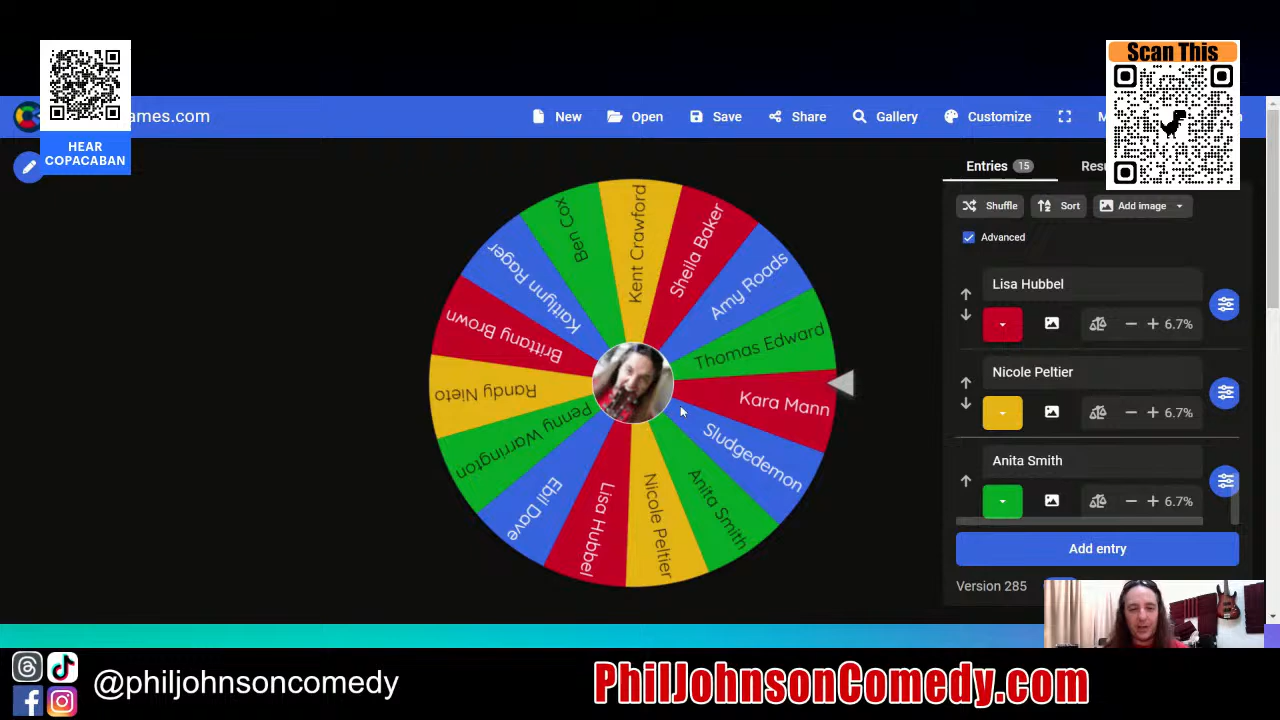 Scan This
HEAR
COPACABAN
ames.com
New
Open
Save
Share
Gallery
Customize
Entries 15
Shuffle
Sort
Add image
Advanced
Lisa Hubbel
6.7%
Nicole Peltier
6.7%
Anita Smith
6.7%
Add entry
Version 285
Kent Crawford
Sheila Baker
Amy Roads
Thomas Edward
Kara Mann
Sludgedemon
Anita Smith
Nicole Peltier
Lisa Hubbel
Ebil Dave
Penny Warrington
Randy Nieto
Brittany Brown
Kaitlynn Rager
Ben Cox
@philjohnsoncomedy
PhilJohnsonComedy.com